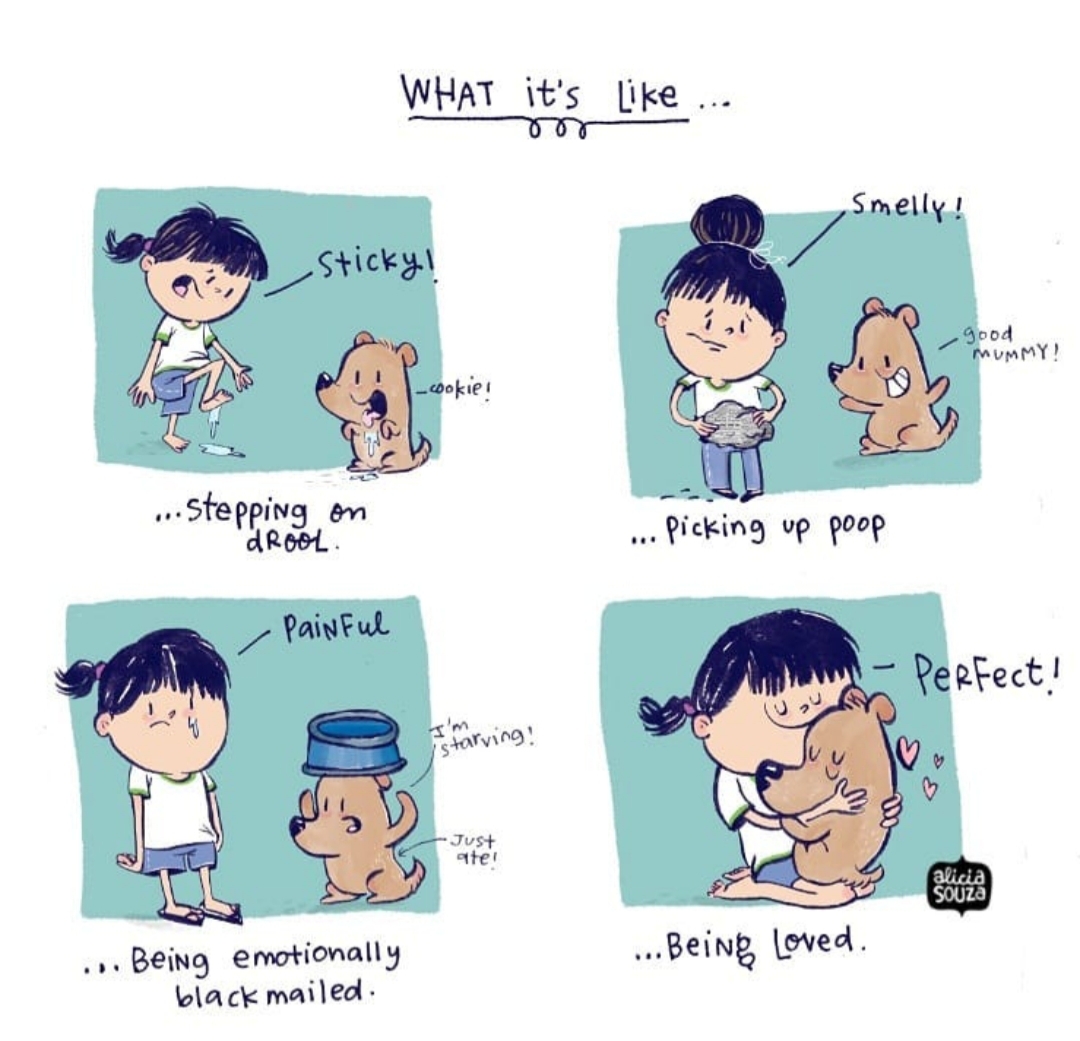 WHAT it's Like ...
Sticky!
cookie!
...Stepping on
dROOL.
Smelly!
good
MUMMY!
... Picking up poop
PaiNFul
I'm
starving!
Just
ate!
... BeiNg emotionally
blackmailed.
PeRFect!
alicia
SOUZa
...BeiNg Loved.